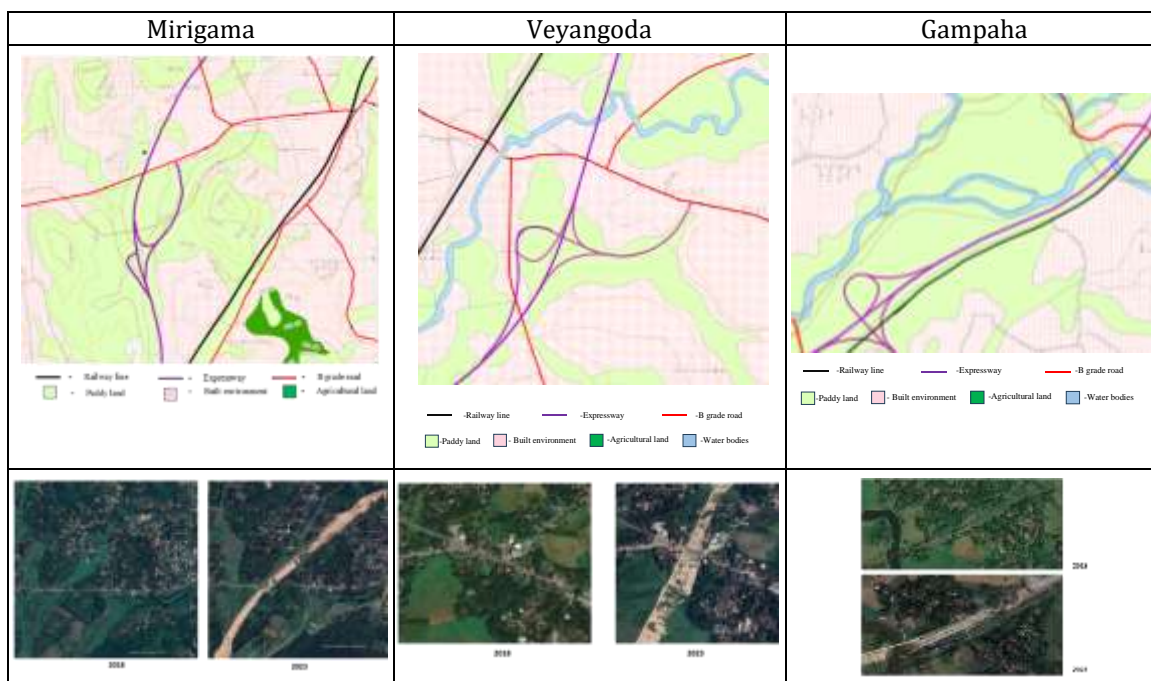 Mirigama
Veyangoda
Gampaha
- Railway line - Expressway - B grade road
- Paddy land - Built environment - Agricultural land
-Railway line -Expressway -B grade road
-Paddy land - Built environment -Agricultural land -Water bodies
-Railway line -Expressway -B grade road
-Paddy land - Built environment -Agricultural land -Water bodies
2023
2023